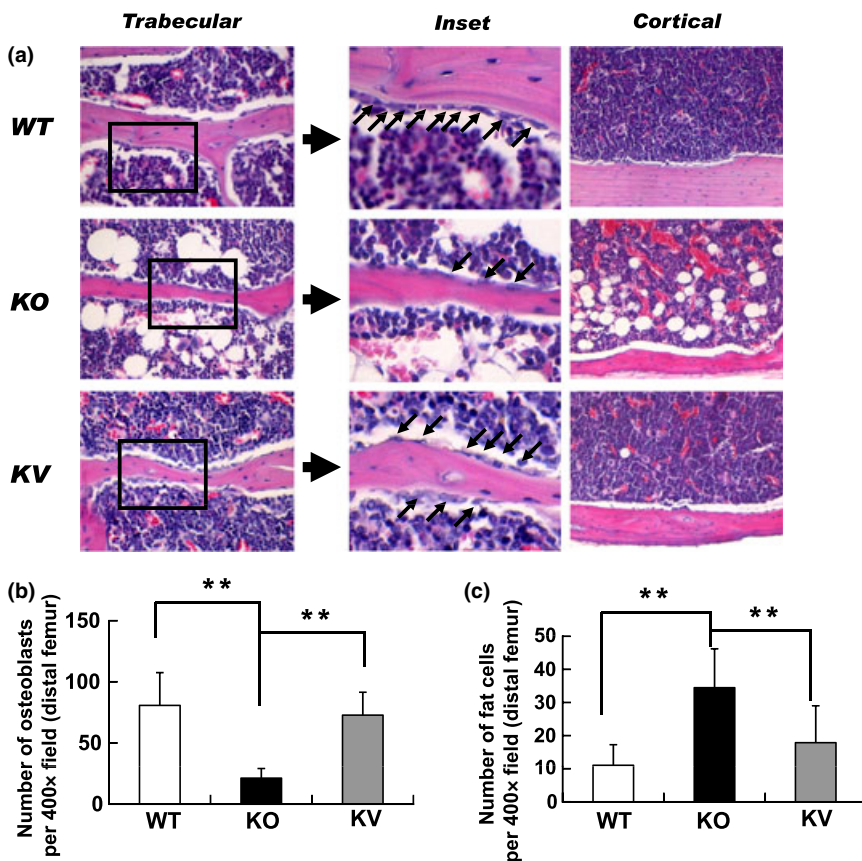 Trabecular Inset Cortical
(a)
WT
KO
KV
(b)
Number of osteoblasts
per 400× field (distal femur)
150
100
50
0
**
**
WT KO KV
(c)
Number of fat cells
per 400× field (distal femur)
50
40
30
20
10
0
**
**
WT KO KV